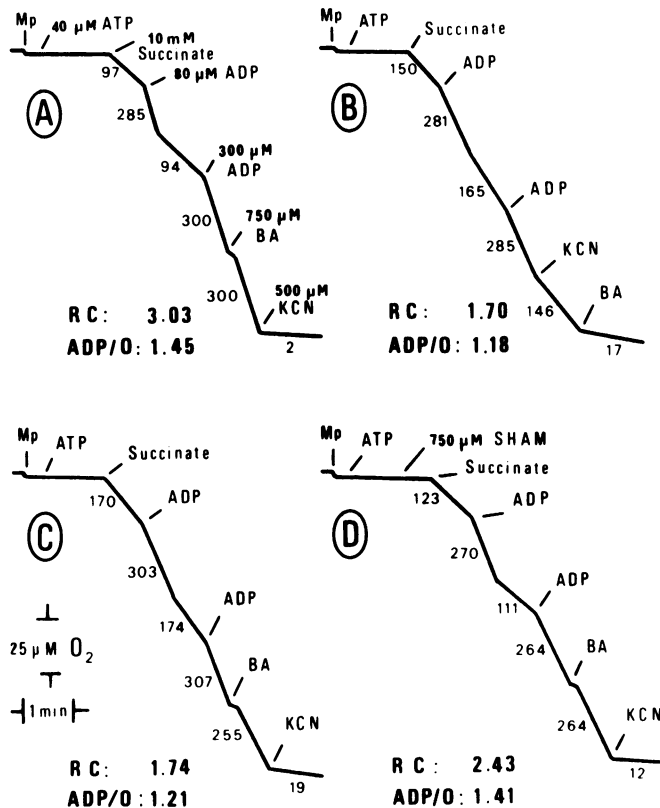 Mp
40 µM ATP
10 mM
Succinate
97
80 µM ADP
A
285
94
300 µM
ADP
300
750 µM
BA
300
500 µM
KCN
2
RC: 3.03
ADP/O: 1.45
Mp
ATP
Succinate
150
ADP
B
281
165
ADP
285
KCN
146
BA
17
RC: 1.70
ADP/O: 1.18
Mp
ATP
Succinate
170
ADP
C
303
174
ADP
25 µM O2
307
BA
1 min
255
KCN
19
RC: 1.74
ADP/O: 1.21
Mp
ATP
750 µM SHAM
Succinate
123
ADP
D
270
111
ADP
264
BA
264
KCN
12
RC: 2.43
ADP/O: 1.41